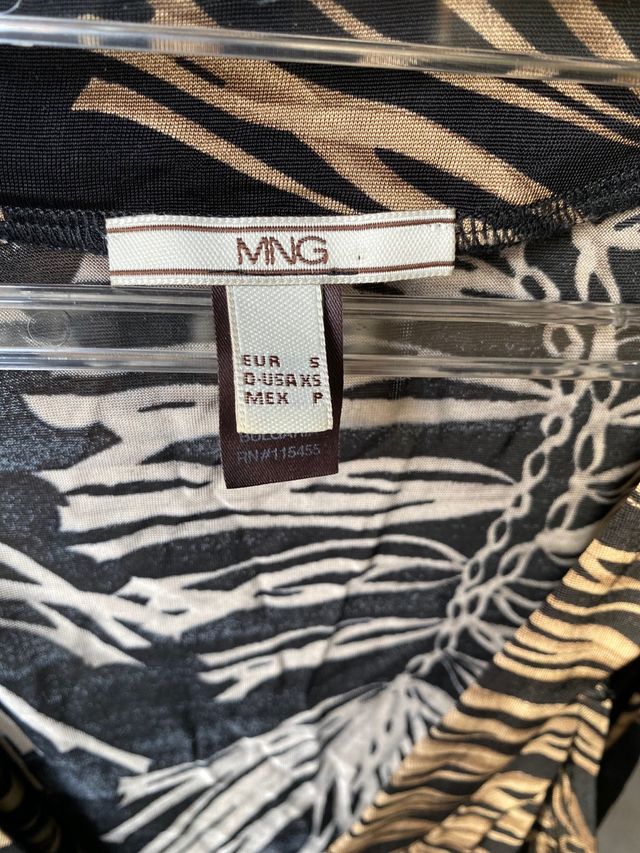 MNG
EUR S
D-USA XS
MEX P
BULGARIA
RN#115455